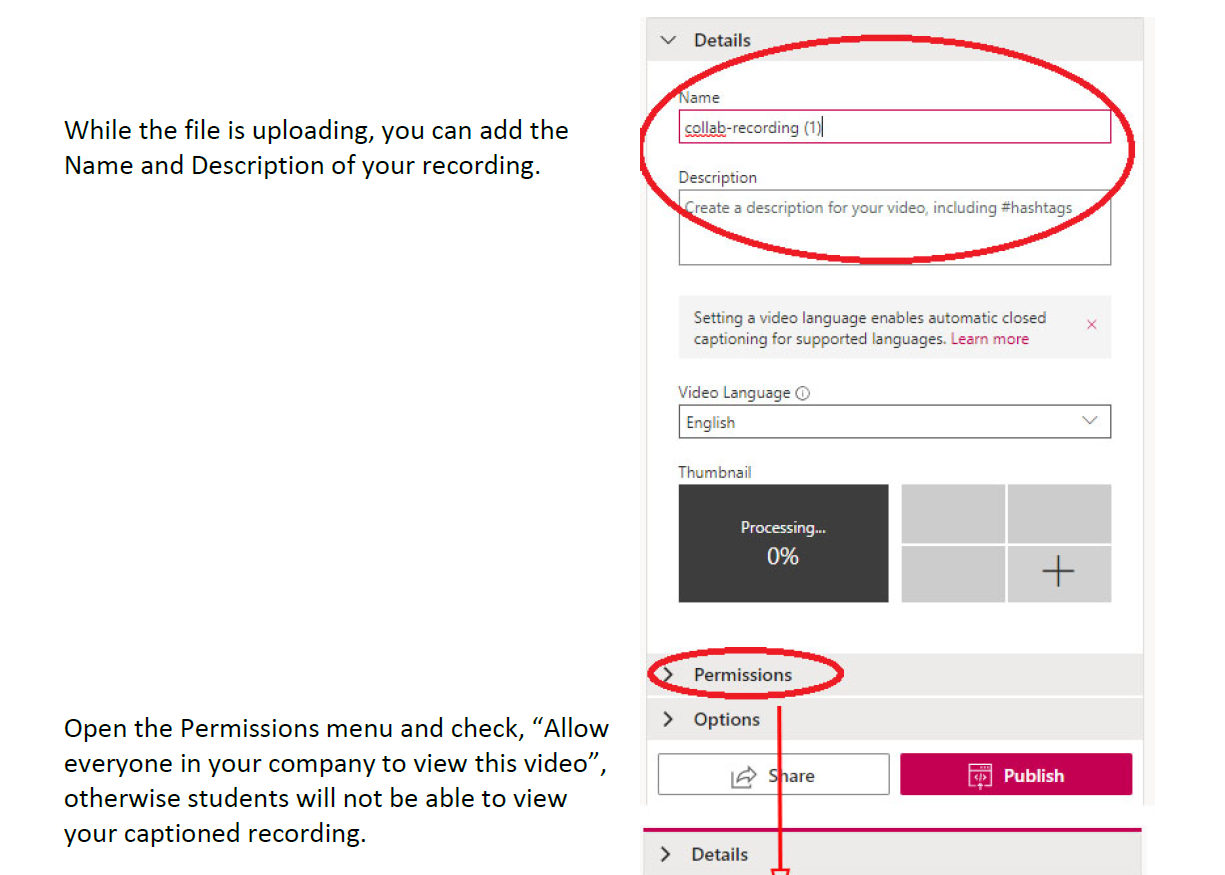 While the file is uploading, you can add the
Name and Description of your recording.
Details
Name
collab-recording (1)
Description
Create a description for your video, including #hashtags
Setting a video language enables automatic closed
captioning for supported languages. Learn more
Video Language
English
Thumbnail
Processing...
0%
Permissions
Options
Share
Publish
Open the Permissions menu and check, “Allow
everyone in your company to view this video”,
otherwise students will not be able to view
your captioned recording.
Details